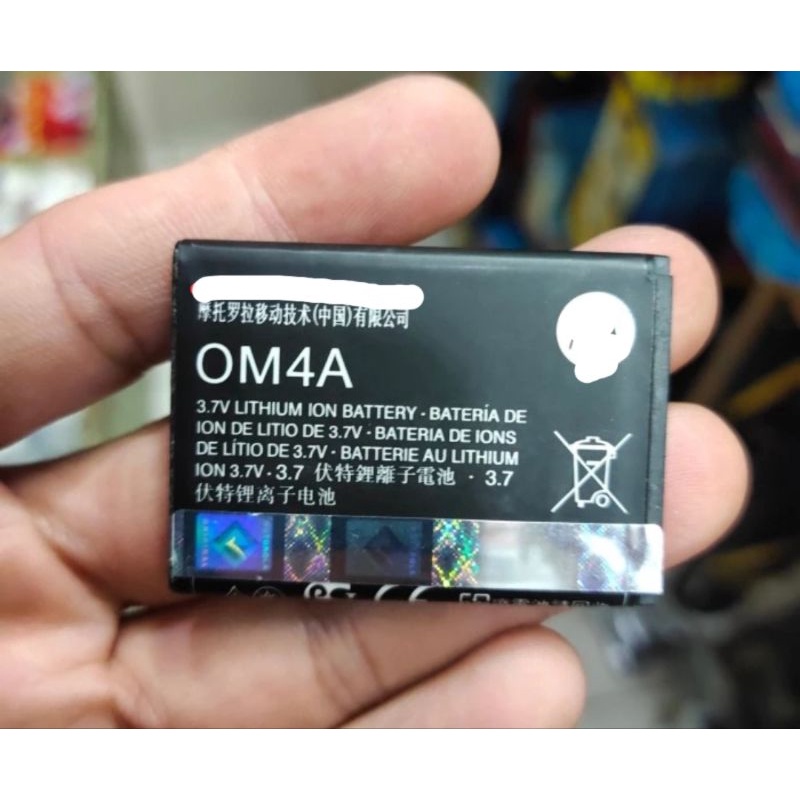 摩托罗拉移动技术(中国)有限公司
OM4A
3.7V LITHIUM ION BATTERY · BATERÍA DE
ION DE LITIO DE 3.7V · BATERIA DE IONS
DE LÍTIO DE 3.7V · BATTERIE AU LITHIUM
ION 3.7V · 3.7 伏特鋰離子電池 · 3.7
伏特锂离子电池